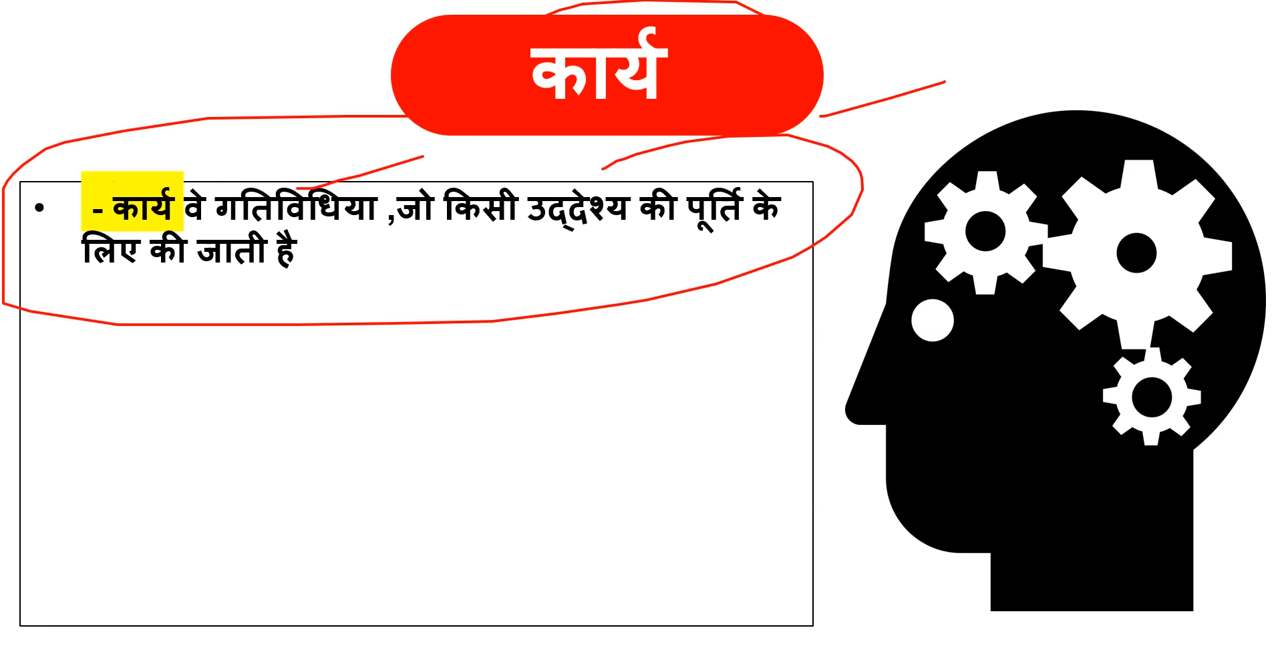 कार्य
• - कार्य वे गतिविधिया ,जो किसी उद्देश्य की पूर्ति के
लिए की जाती है